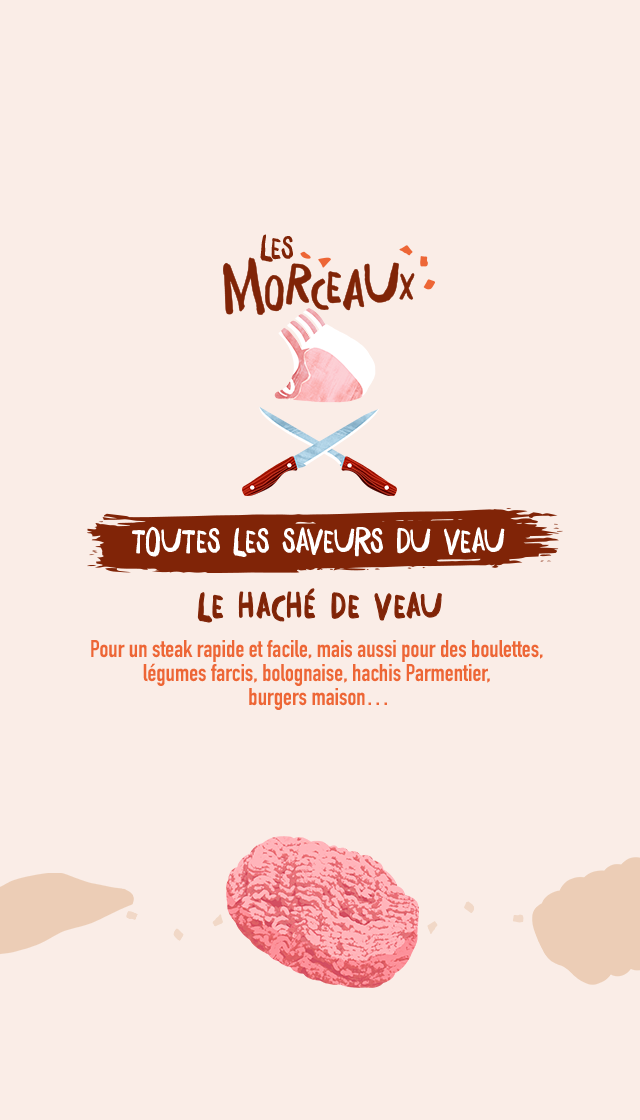 LES
MORCEAUX
TOUTES LES SAVEURS DU VEAU
LE HACHÉ DE VEAU
Pour un steak rapide et facile, mais aussi pour des boulettes,
légumes farcis, bolognaise, hachis Parmentier,
burgers maison...